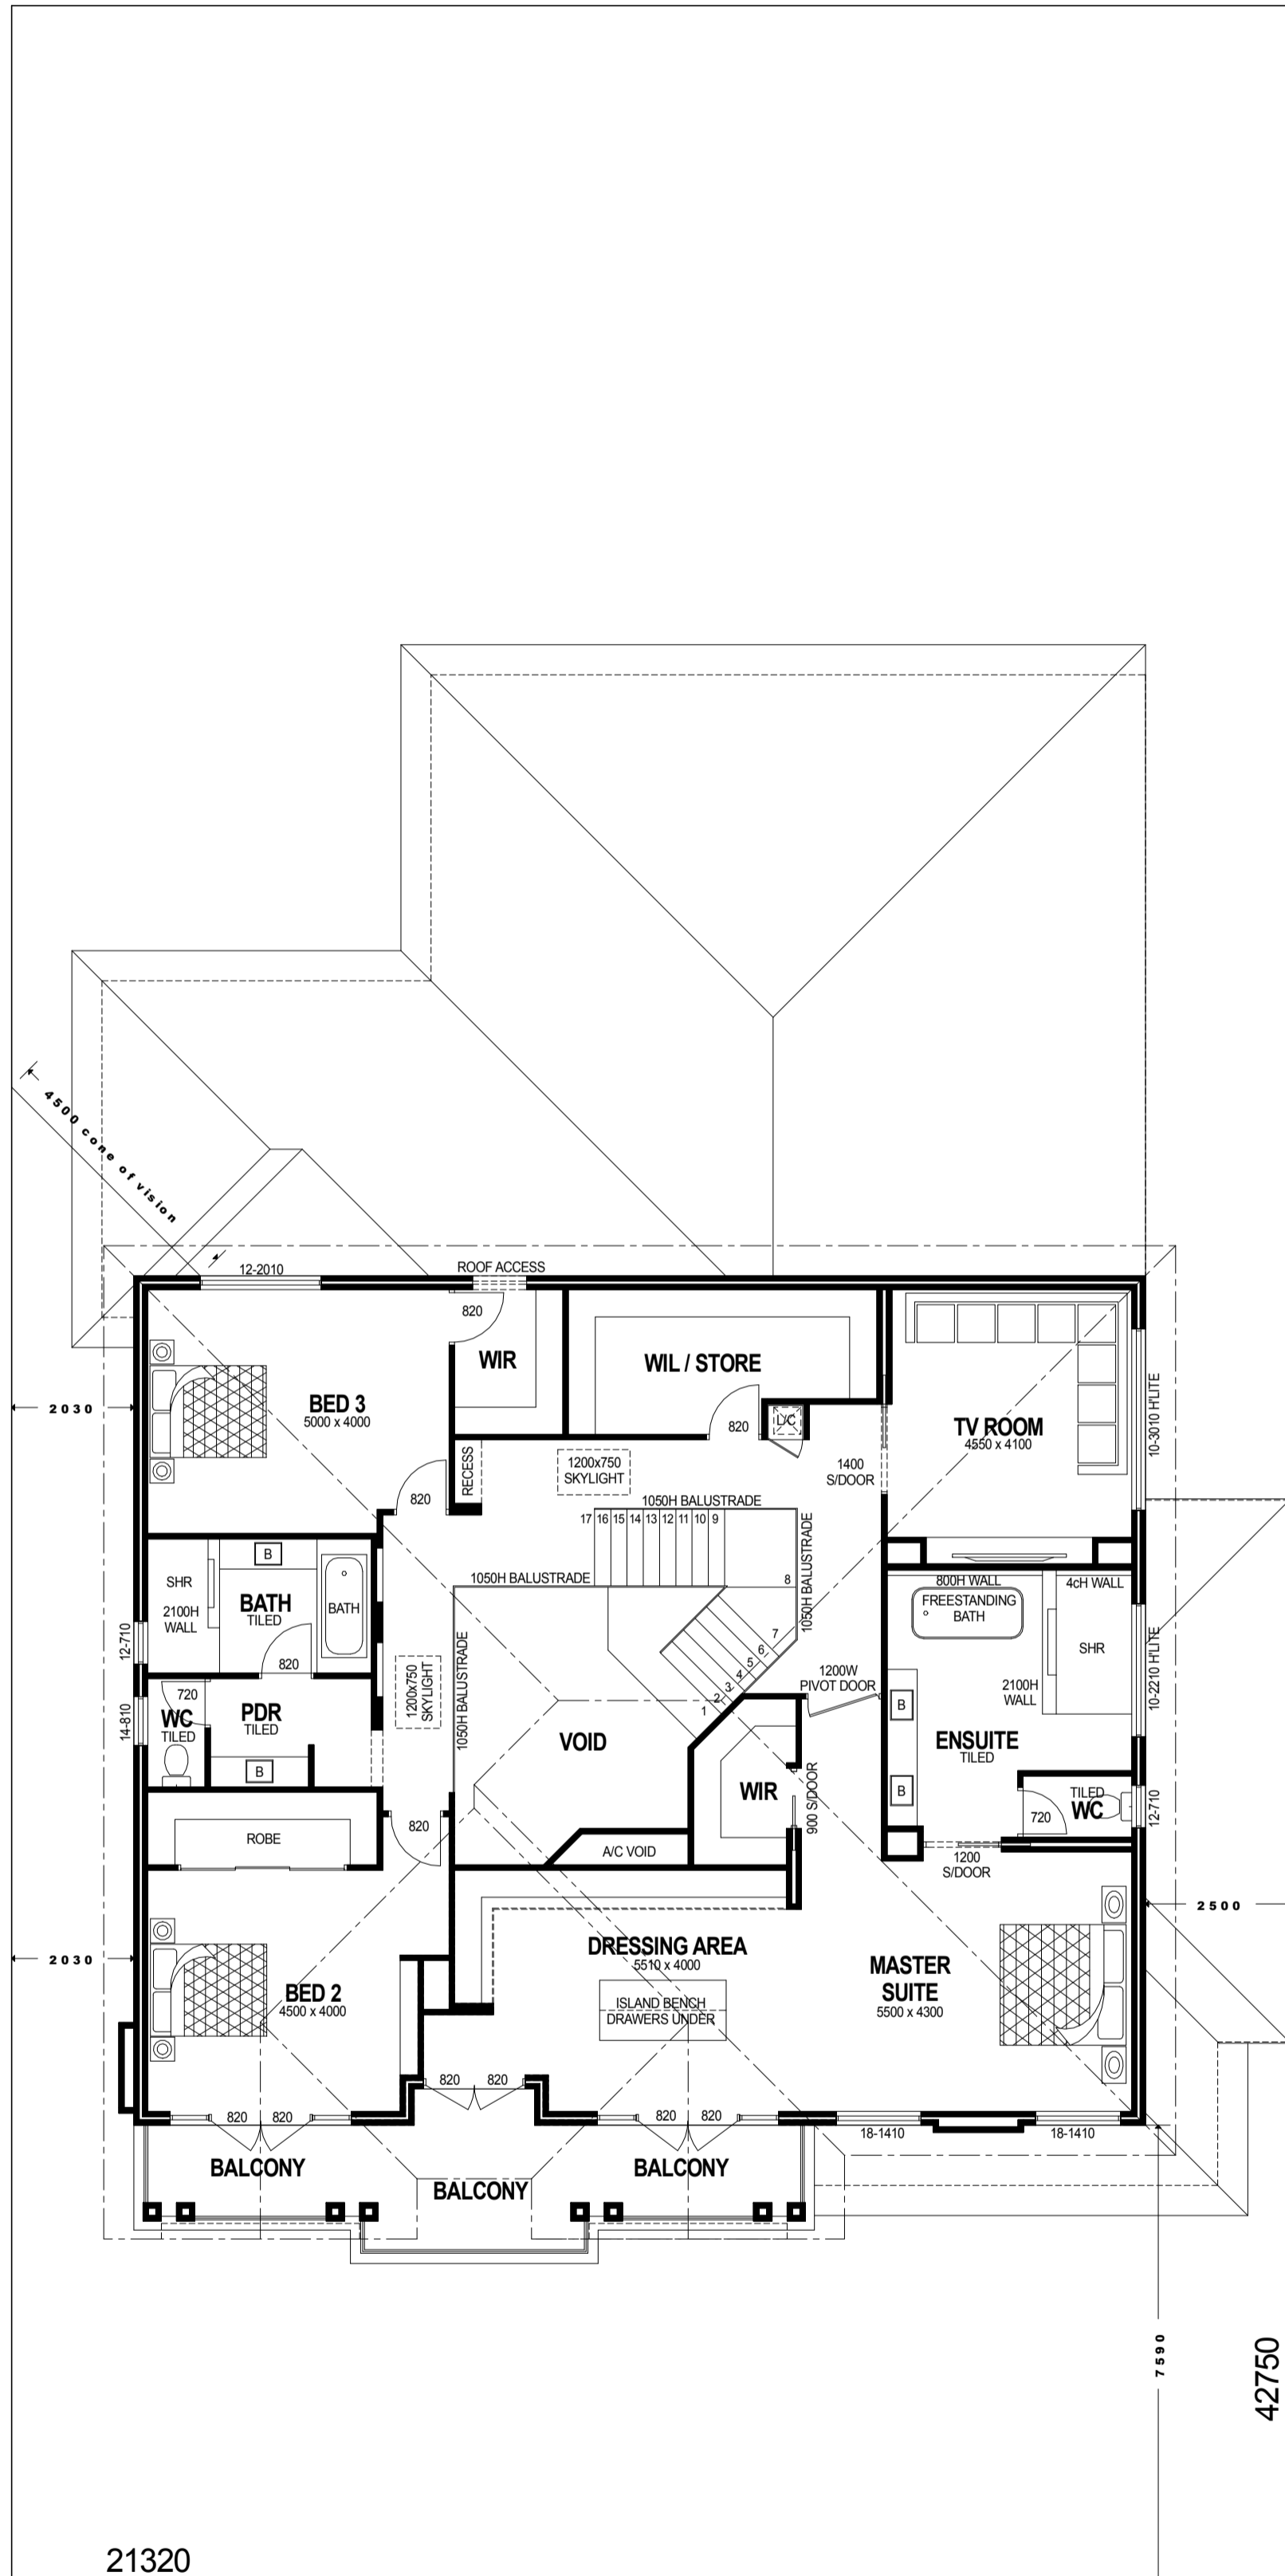 4500 cone of vision
12-2010
ROOF ACCESS
820
WIR
WIL / STORE
BED 3
5000 x 4000
2030
820
L/C
TV ROOM
4550 x 4100
10-3010 H'LITE
RECESS
1200x750
SKYLIGHT
1400
S/DOOR
820
1050H BALUSTRADE
17 16 15 14 13 12 11 10 9
1050H BALUSTRADE
8
1050H BALUSTRADE
B
SHR
BATH
TILED
2100H
WALL
BATH
12-710
820
800H WALL
4cH WALL
FREESTANDING
BATH
SHR
7
6
5
4
3
2
1
1200W
PIVOT DOOR
2100H
WALL
10-2210 H'LITE
1200x750
SKYLIGHT
1050H BALUSTRADE
720
WC
TILED
PDR
TILED
14-810
B
VOID
B
ENSUITE
TILED
B
WIR
900 S/DOOR
TILED
WC
720
12-710
820
ROBE
A/C VOID
1200
S/DOOR
2500
2030
DRESSING AREA
5510 x 4000
MASTER
SUITE
5500 x 4300
BED 2
4500 x 4000
ISLAND BENCH
DRAWERS UNDER
820 820
820 820
820 820
18-1410
18-1410
BALCONY
BALCONY
BALCONY
7590
42750
21320